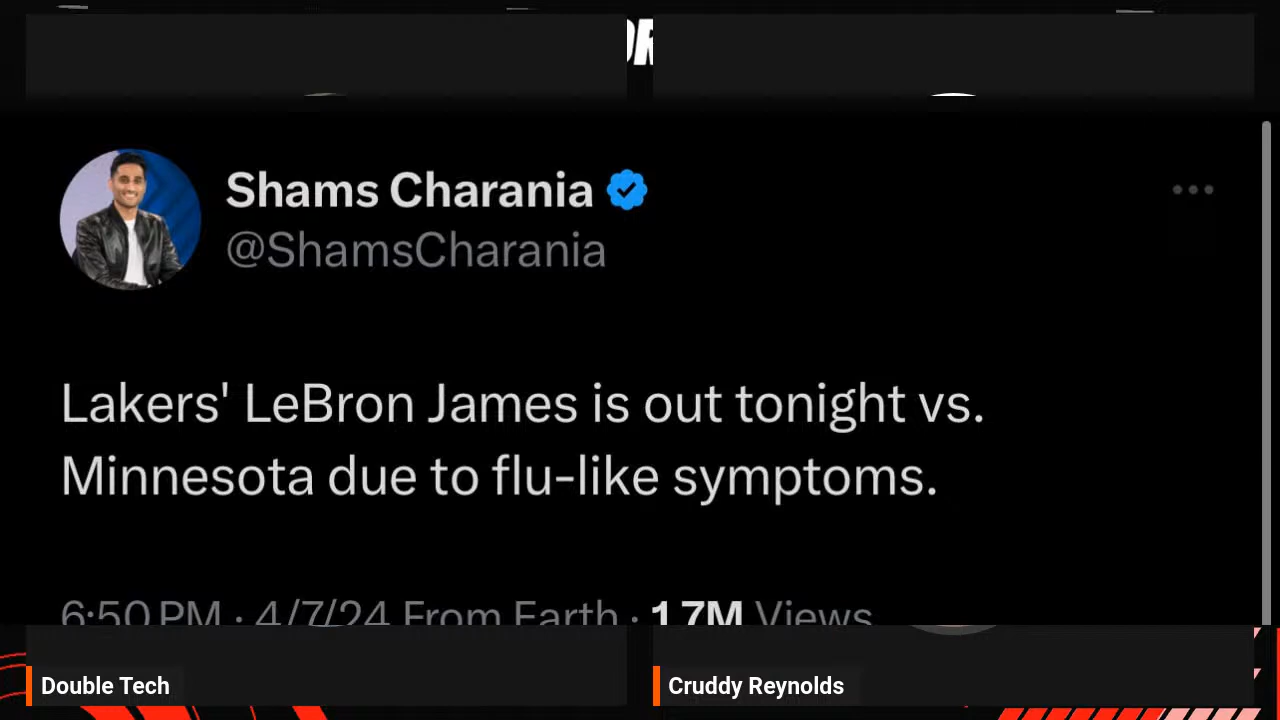 Shams Charania
@ShamsCharania
Lakers' LeBron James is out tonight vs.
Minnesota due to flu-like symptoms.
6:50 PM · 4/7/24 From Earth · 1.7M Views
Double Tech
Cruddy Reynolds